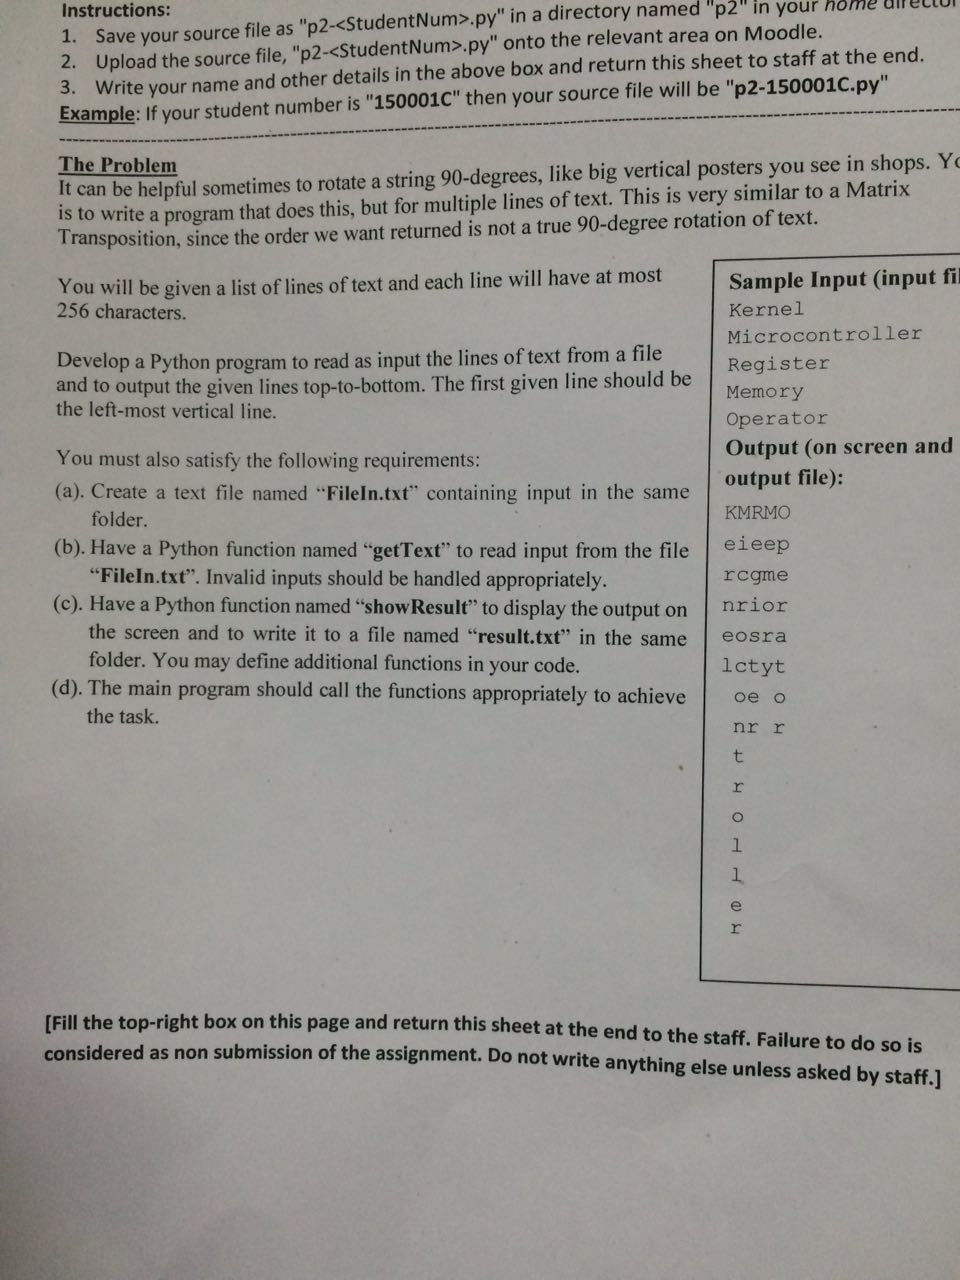 Instructions:
1. Save your source file as "p2-<StudentNum>.py" in a directory named "p2" in your home
2. Upload the source file, "p2-<StudentNum>.py" onto the relevant area on Moodle.
3. Write your name and other details in the above box and return this sheet to staff at the end.
Example: If your student number is "150001C" then your source file will be "p2-150001C.py"
The Problem
It can be helpful sometimes to rotate a string 90-degrees, like big vertical posters you see in shops.
is to write a program that does this, but for multiple lines of text. This is very similar to a Matrix
Transposition, since the order we want returned is not a true 90-degree rotation of text.
You will be given a list of lines of text and each line will have at most
256 characters.
Develop a Python program to read as input the lines of text from a file
and to output the given lines top-to-bottom. The first given line should be
the left-most vertical line.
You must also satisfy the following requirements:
(a). Create a text file named “FileIn.txt” containing input in the same
folder.
(b). Have a Python function named “getText” to read input from the file
“FileIn.txt”. Invalid inputs should be handled appropriately.
(c). Have a Python function named “showResult” to display the output on
the screen and to write it to a file named “result.txt” in the same
folder. You may define additional functions in your code.
(d). The main program should call the functions appropriately to achieve
the task.
Sample Input (input
Kernel
Microcontroller
Register
Memory
Operator
Output (on screen and
output file):
KMRMO
eieep
rcgme
nrior
eosra
lctyt
 oe o
 nr r
 t
 r
 o
 l
 l
 e
 r
[Fill the top-right box on this page and return this sheet at the end to the staff. Failure to do so is
considered as non submission of the assignment. Do not write anything else unless asked by staff.]